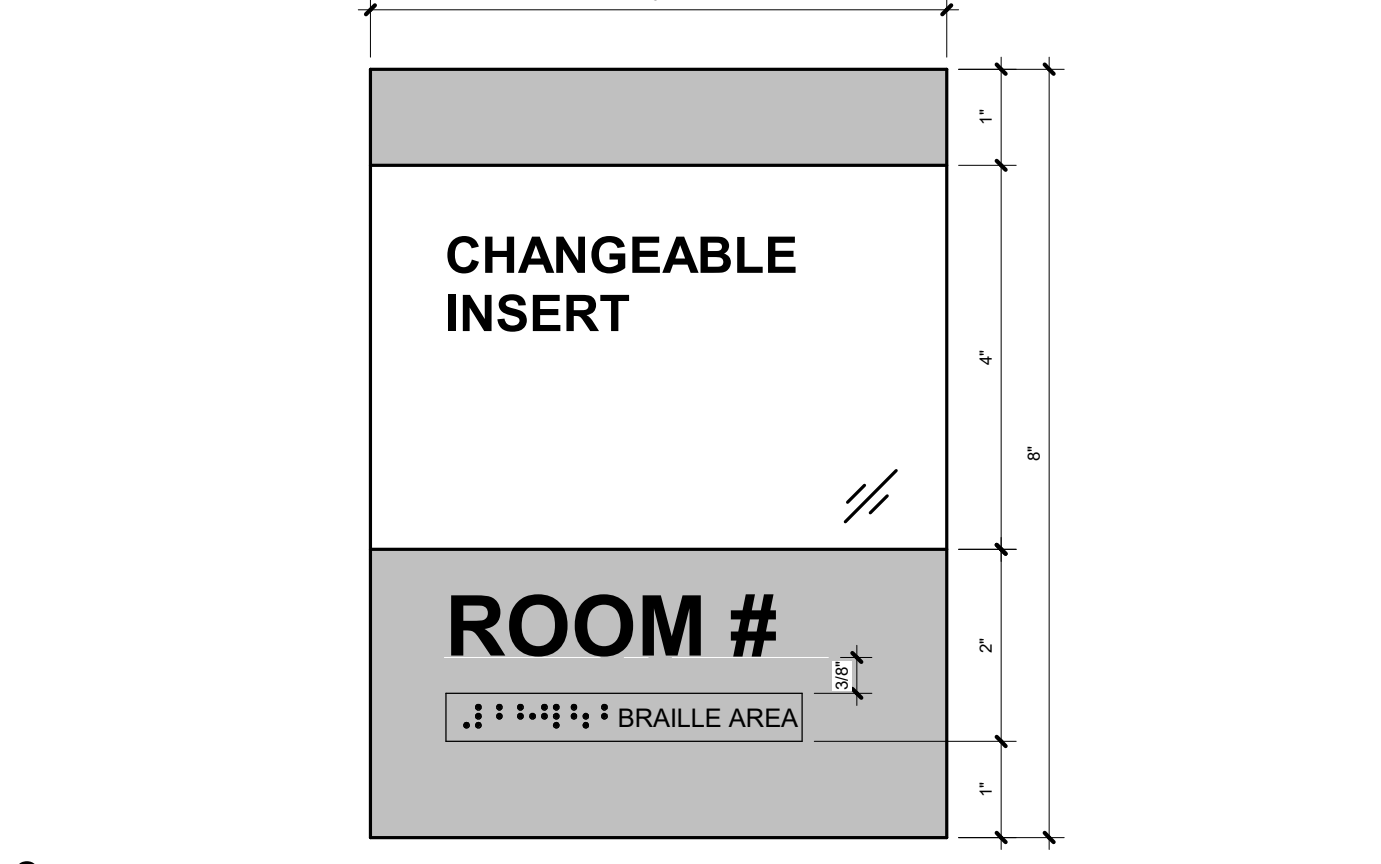 1"
CHANGEABLE
INSERT
4"
8"
ROOM #
2"
3/8"
BRAILLE AREA
1"